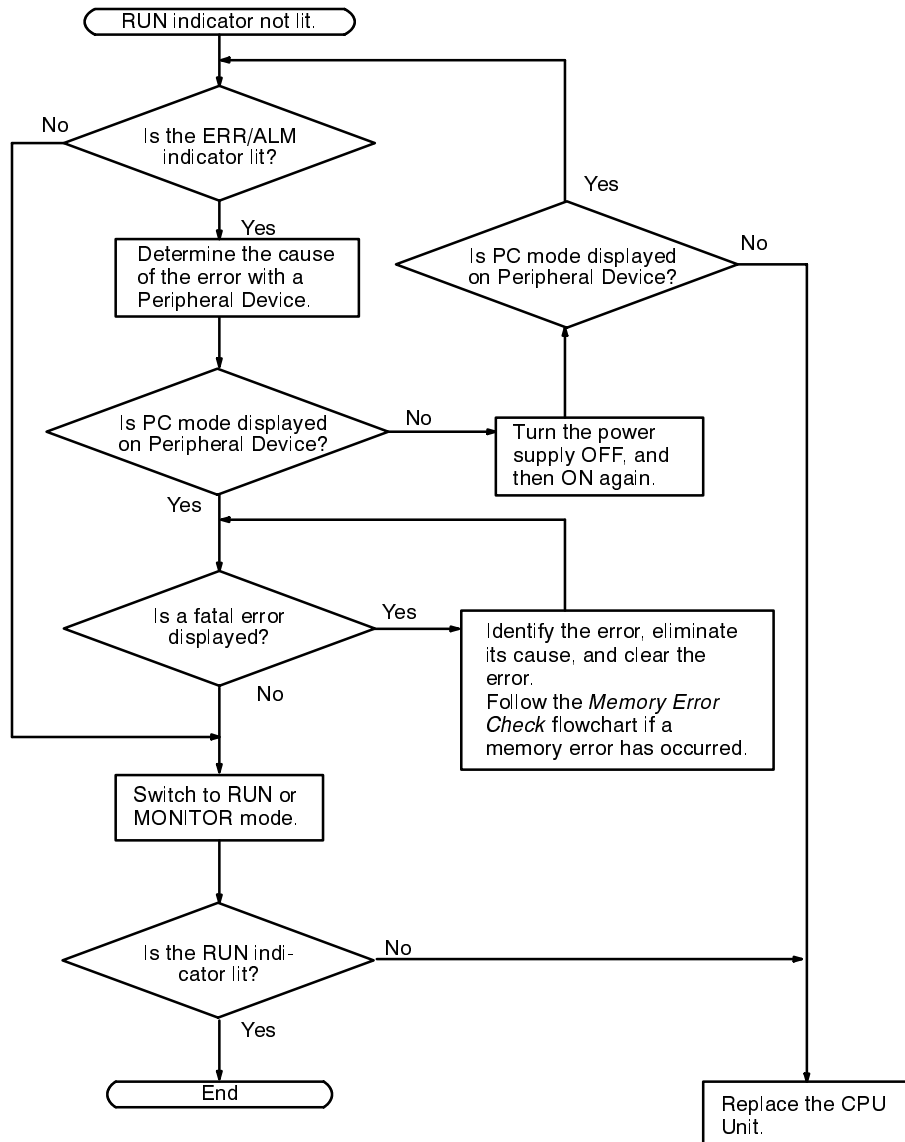 RUN indicator not lit.
No
Is the ERR/ALM
indicator lit?
Yes
Yes
Determine the cause
of the error with a
Peripheral Device.
Is PC mode displayed
on Peripheral Device?
No
Is PC mode displayed
on Peripheral Device?
No
Turn the power
supply OFF, and
then ON again.
Yes
Is a fatal error
displayed?
Yes
Identify the error, eliminate
its cause, and clear the
error.
Follow the Memory Error
Check flowchart if a
memory error has occurred.
No
Switch to RUN or
MONITOR mode.
Is the RUN indi-
cator lit?
No
Yes
End
Replace the CPU
Unit.